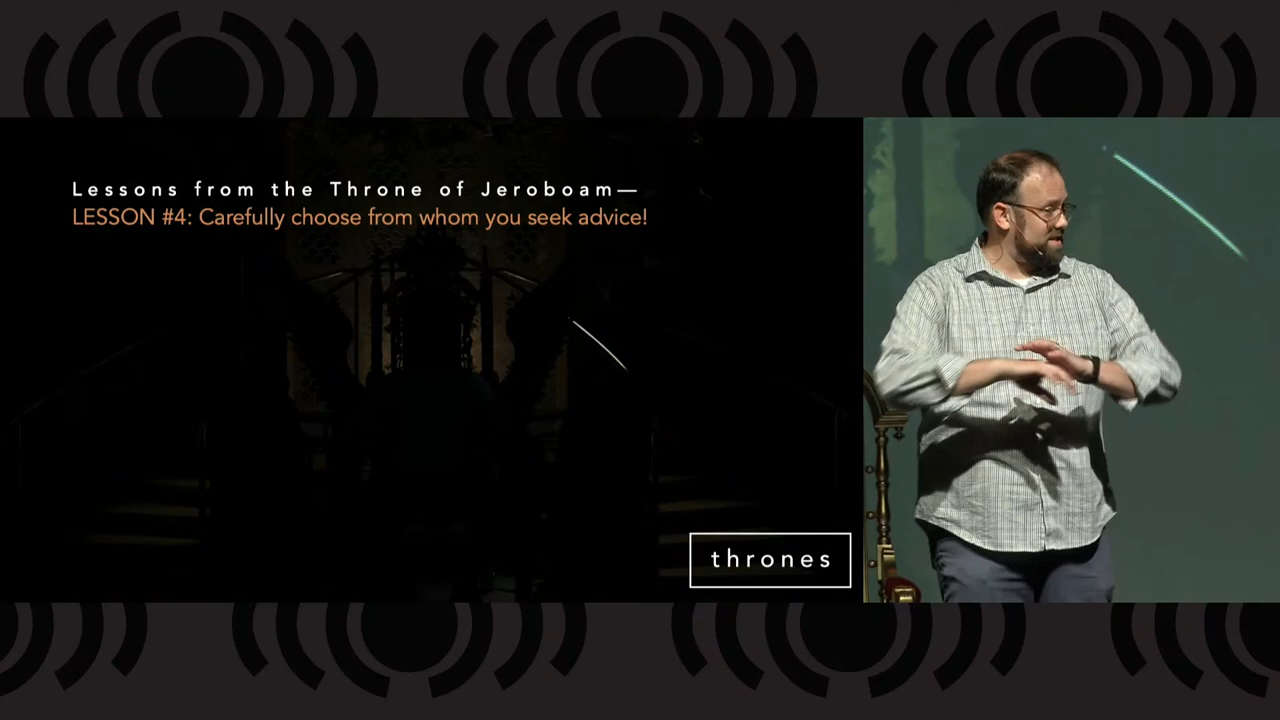 Lessons from the Throne of Jeroboam—
LESSON #4: Carefully choose from whom you seek advice!
thrones